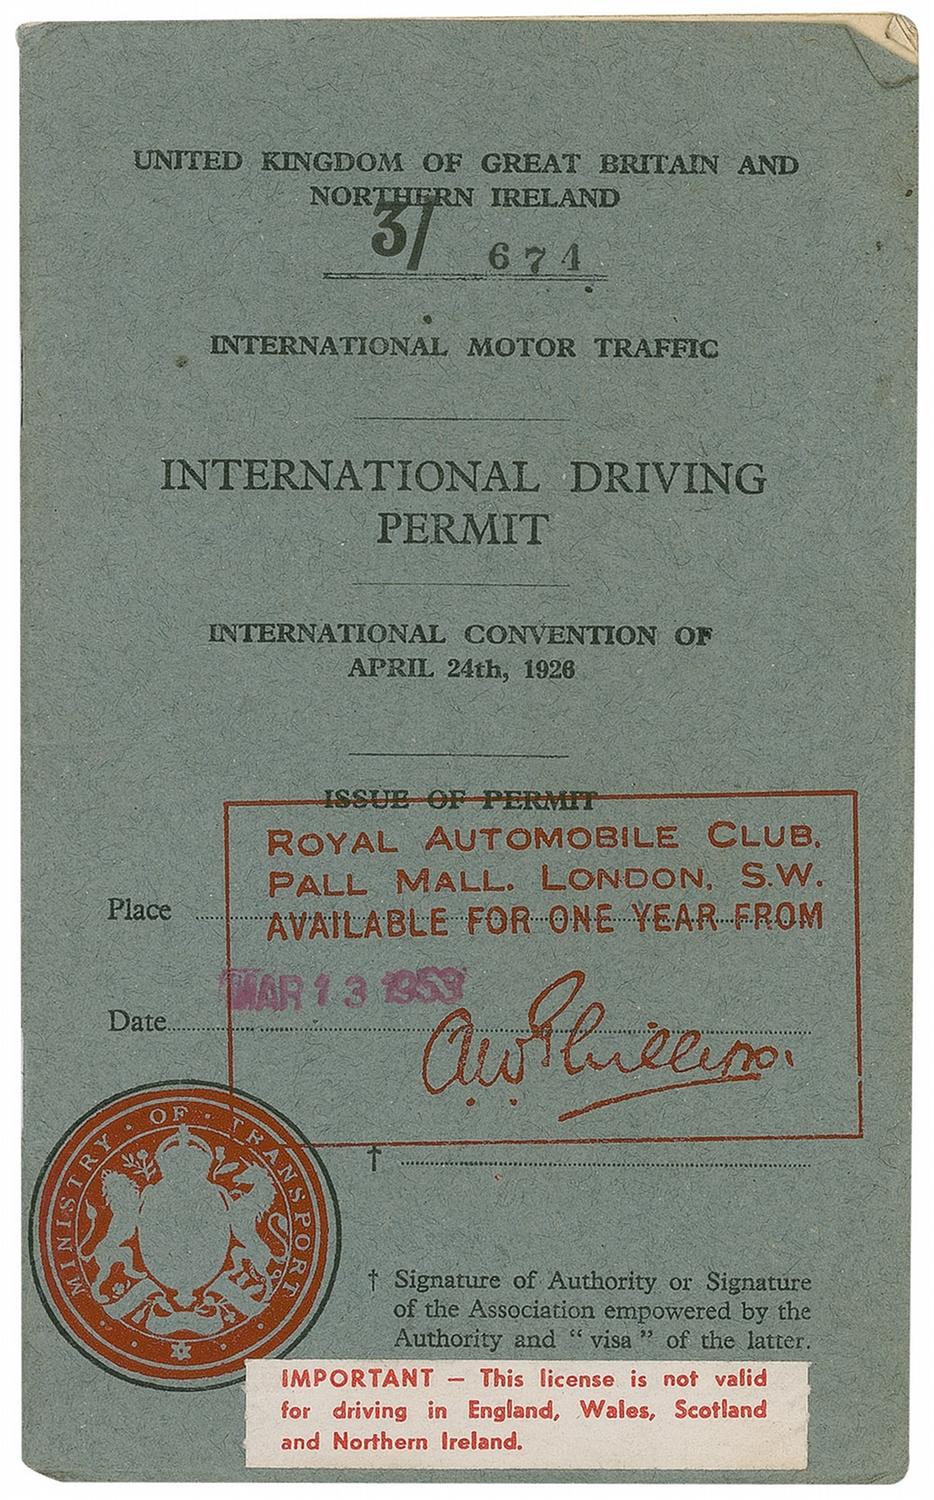 UNITED KINGDOM OF GREAT BRITAIN AND
NORTHERN IRELAND
3/ 674
INTERNATIONAL MOTOR TRAFFIC
INTERNATIONAL DRIVING
PERMIT
INTERNATIONAL CONVENTION OF
APRIL 24th, 1926
ISSUE OF PERMIT
ROYAL AUTOMOBILE CLUB,
PALL MALL. LONDON, S.W.
Place
AVAILABLE FOR ONE YEAR FROM
MAR 13 1953
Date
†
MINISTRY · OF · TRANSPORT
† Signature of Authority or Signature
of the Association empowered by the
Authority and “ visa ” of the latter.
IMPORTANT — This license is not valid
for driving in England, Wales, Scotland
and Northern Ireland.